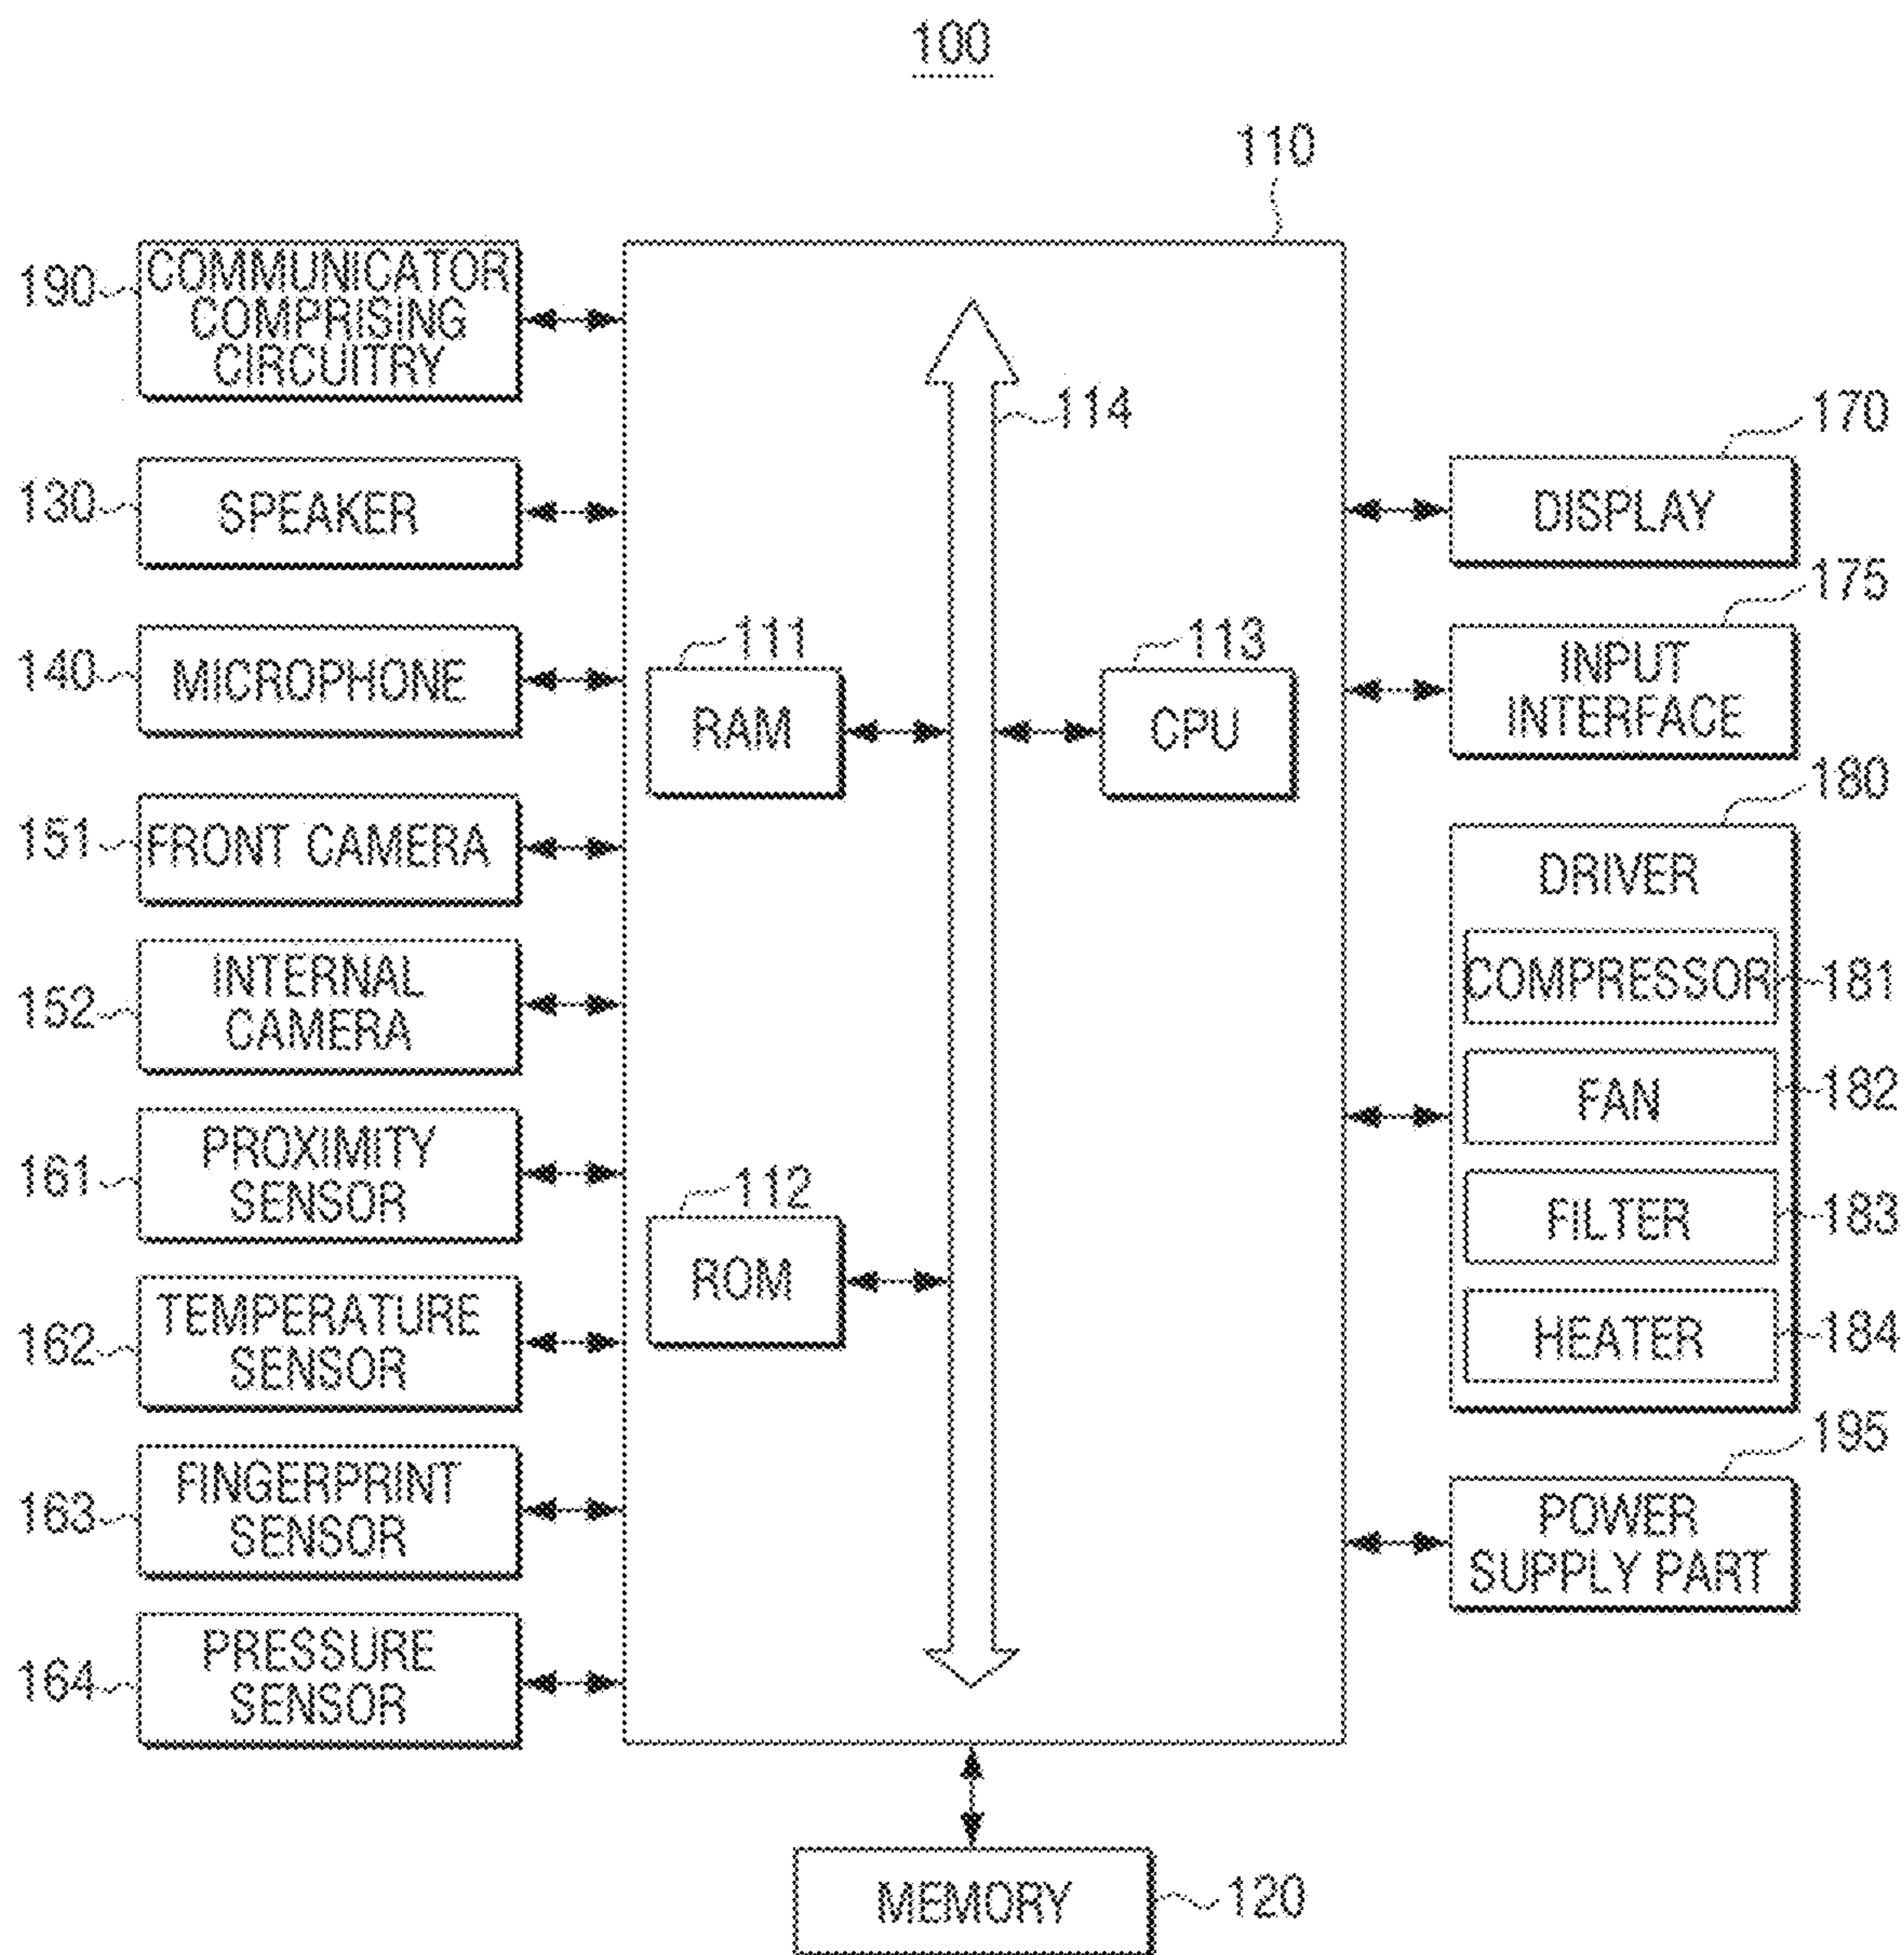 100
110
190
COMMUNICATOR
COMPRISING
CIRCUITRY
130
SPEAKER
140
MICROPHONE
151
FRONT CAMERA
152
INTERNAL
CAMERA
161
PROXIMITY
SENSOR
162
TEMPERATURE
SENSOR
163
FINGERPRINT
SENSOR
164
PRESSURE
SENSOR
114
111
RAM
113
CPU
112
ROM
170
DISPLAY
175
INPUT
INTERFACE
180
DRIVER
COMPRESSOR
181
FAN
182
FILTER
183
HEATER
184
195
POWER
SUPPLY PART
MEMORY
120